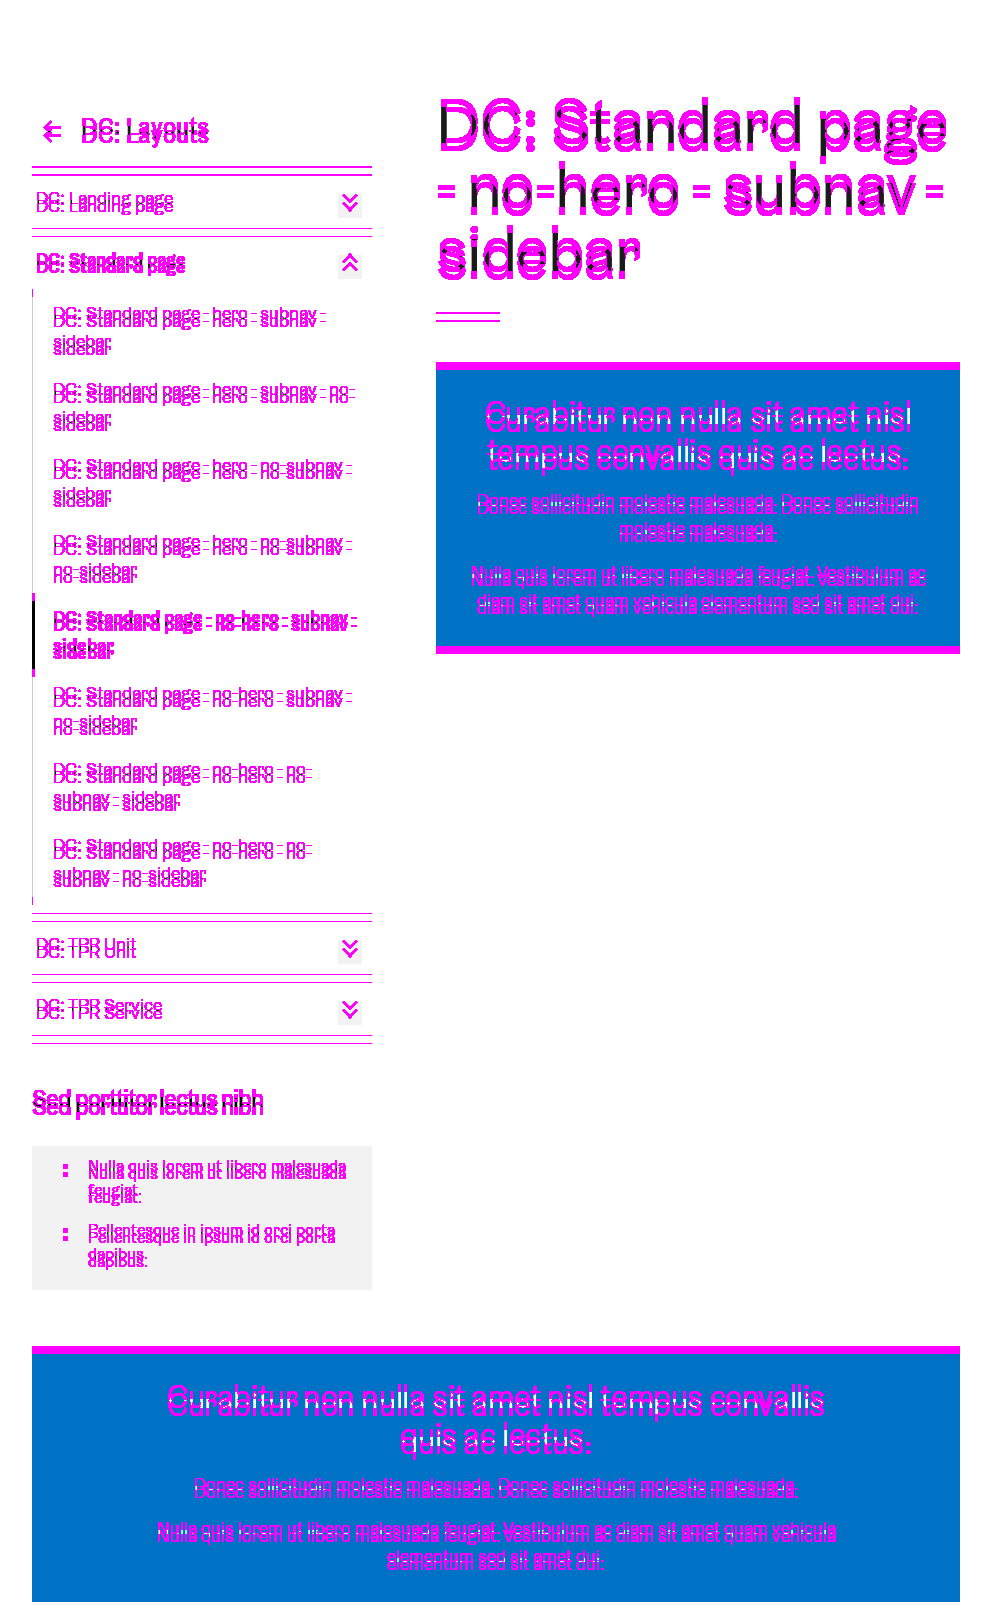 DC: Layouts
DC: Landing page
DC: Standard page
DC: Standard page - hero - subnav -
sidebar
DC: Standard page - hero - subnav - no-
sidebar
DC: Standard page - hero - no-subnav -
sidebar
DC: Standard page - hero - no-subnav -
no-sidebar
DC: Standard page - no-hero - subnav -
sidebar
DC: Standard page - no-hero - subnav -
no-sidebar
DC: Standard page - no-hero - no-
subnav - sidebar
DC: Standard page - no-hero - no-
subnav - no-sidebar
DC: TPR Unit
DC: TPR Service
Sed porttitor lectus nibh
Nulla quis lorem ut libero malesuada
feugiat.
Pellentesque in ipsum id orci porta
dapibus.
DC: Standard page
- no-hero - subnav -
sidebar
Curabitur non nulla sit amet nisl
tempus convallis quis ac lectus.
Donec sollicitudin molestie malesuada. Donec sollicitudin
molestie malesuada.
Nulla quis lorem ut libero malesuada feugiat. Vestibulum ac
diam sit amet quam vehicula elementum sed sit amet dui.
Curabitur non nulla sit amet nisl tempus convallis
quis ac lectus.
Donec sollicitudin molestie malesuada. Donec sollicitudin molestie malesuada.
Nulla quis lorem ut libero malesuada feugiat. Vestibulum ac diam sit amet quam vehicula
elementum sed sit amet dui.